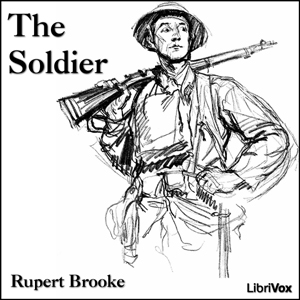 The
Soldier
Rupert Brooke
LibriVox